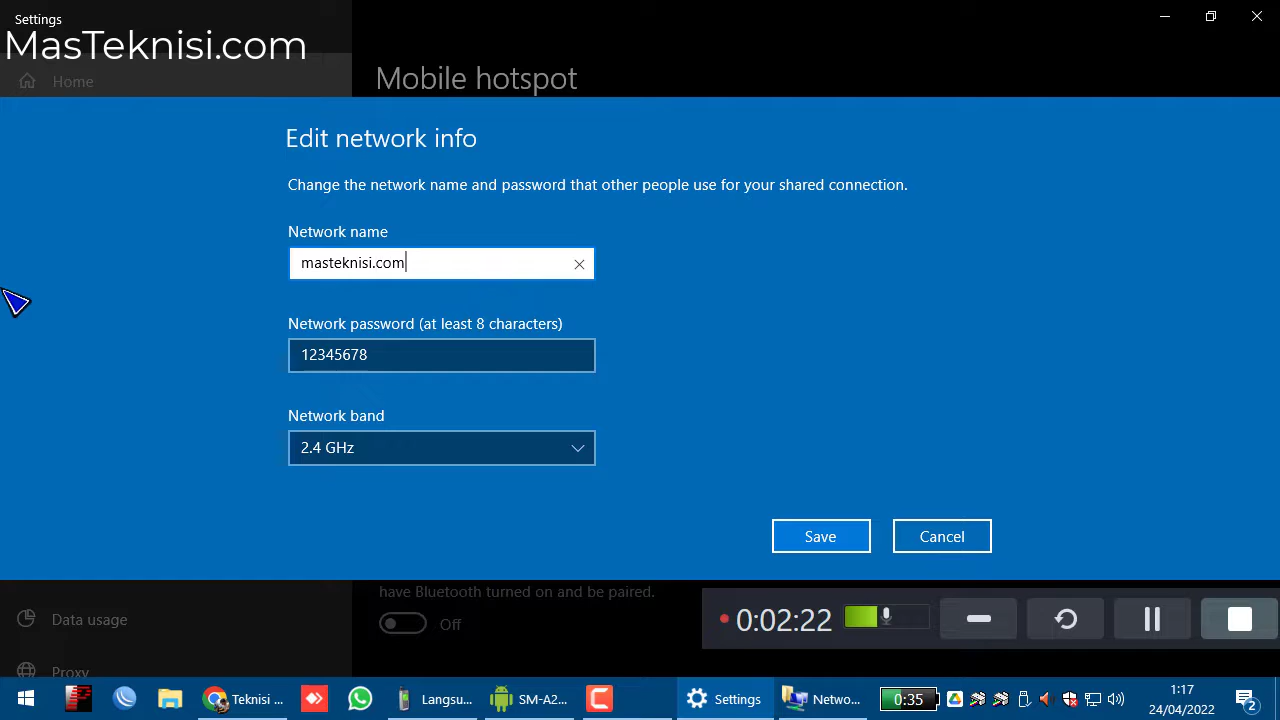 Settings
MasTeknisi.com
Home
Mobile hotspot
Edit network info
Change the network name and password that other people use for your shared connection.
Network name
masteknisi.com
Network password (at least 8 characters)
12345678
Network band
2.4 GHz
Save
Cancel
have Bluetooth turned on and be paired.
Data usage
Off
0:02:22
Proxy
Teknisi ...
Langsu...
SM-A2...
Settings
Netwo...
0:35
1:17
24/04/2022
2